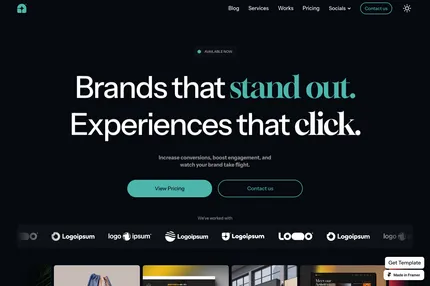 Blog Services Works Pricing Socials Contact us
AVAILABLE NOW
Brands that stand out.
Experiences that click.
Increase conversions, boost engagement, and
watch your brand take flight.
View Pricing Contact us
We've worked with
Logoipsum logo ipsum Logoipsum Logoipsum LO O Logoipsum logo
Get Template
Made in Framer